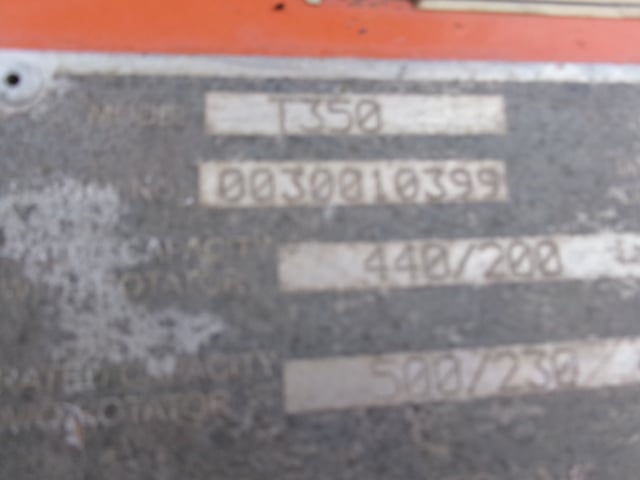 MODEL T350
NO. 0030010399
CAPACITY 440/200
ROTATOR
RATED CAPACITY 500/230/
ROTATOR